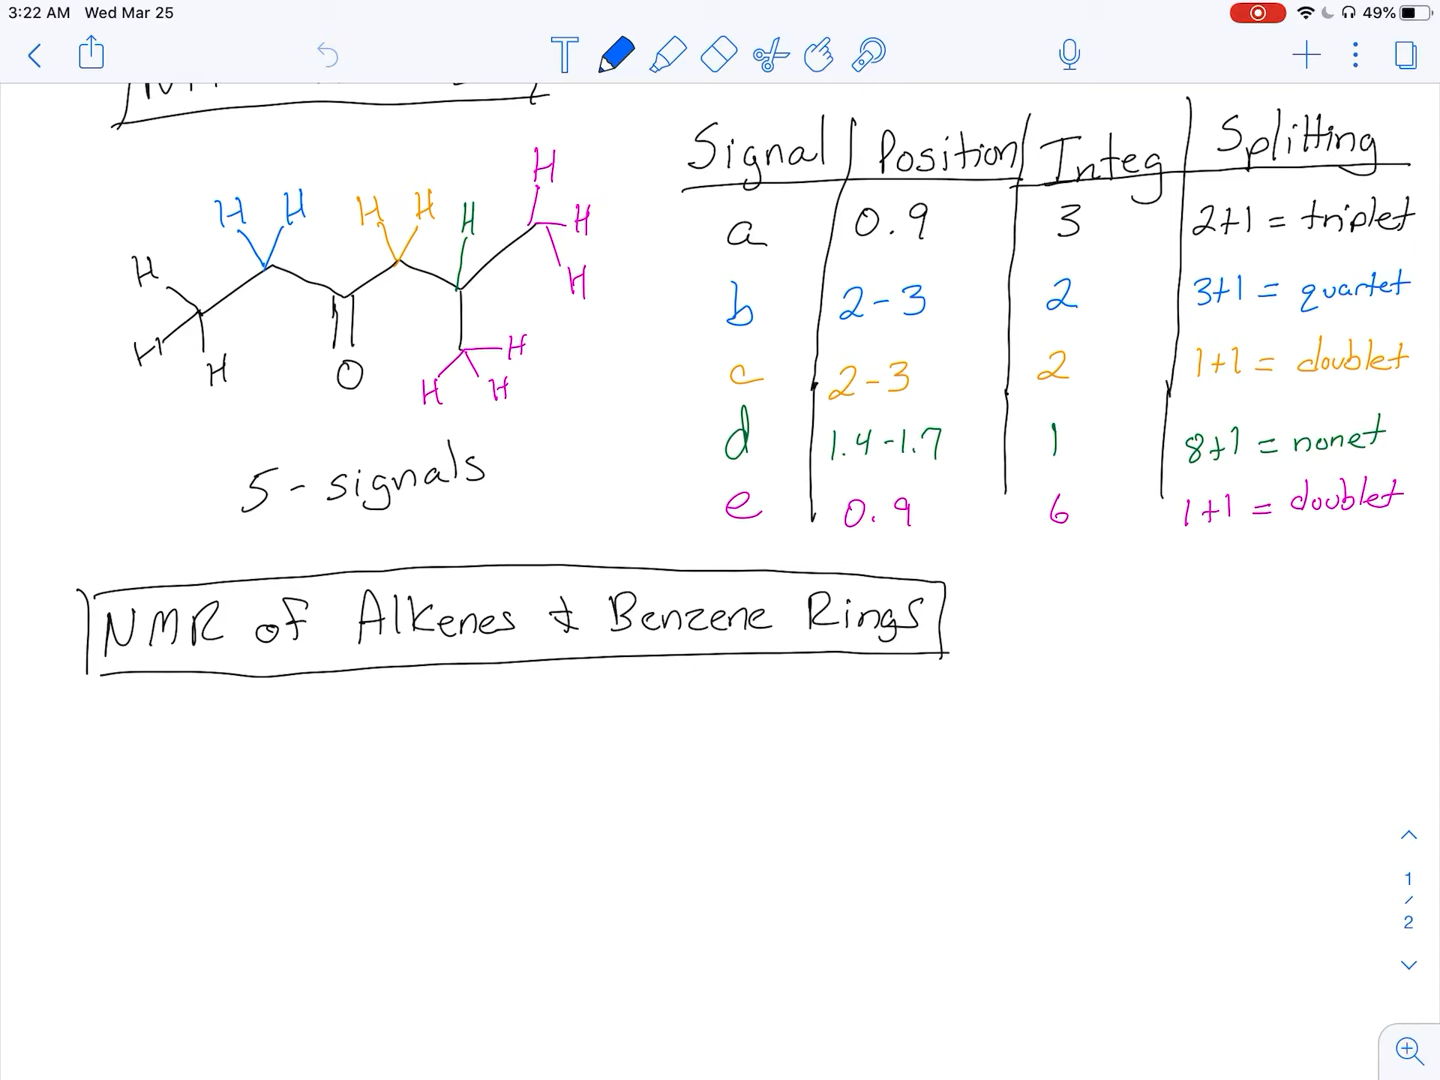 3:22 AM Wed Mar 25
49%
T
Signal Position Integ Splitting
a 0.9 3 2+1 = triplet
b 2-3 2 3+1 = quartet
c 2-3 2 1+1 = doublet
d 1.4-1.7 1 8+1 = nonet
e 0.9 6 1+1 = doublet
H H H H H H H H
H H H
O H H H
5-signals
NMR of Alkenes & Benzene Rings
1
/
2